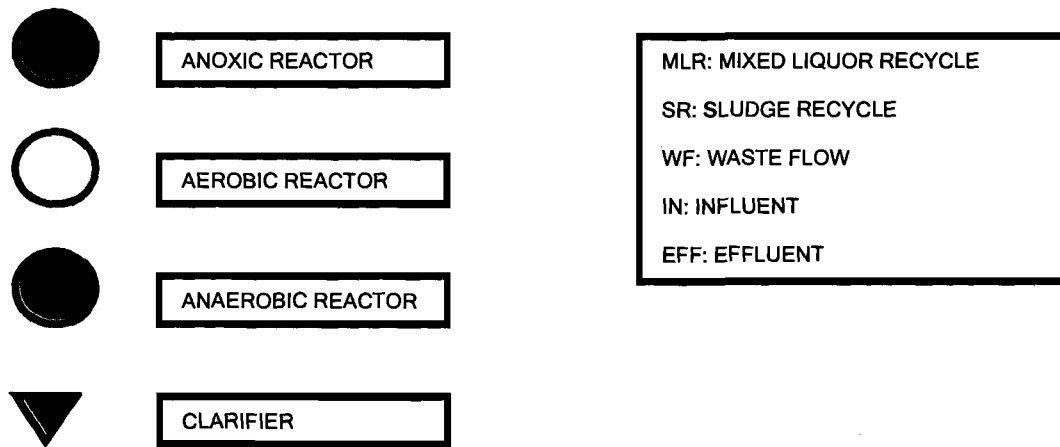 ANOXIC REACTOR
AEROBIC REACTOR
ANAEROBIC REACTOR
CLARIFIER
MLR: MIXED LIQUOR RECYCLE
SR: SLUDGE RECYCLE
WF: WASTE FLOW
IN: INFLUENT
EFF: EFFLUENT